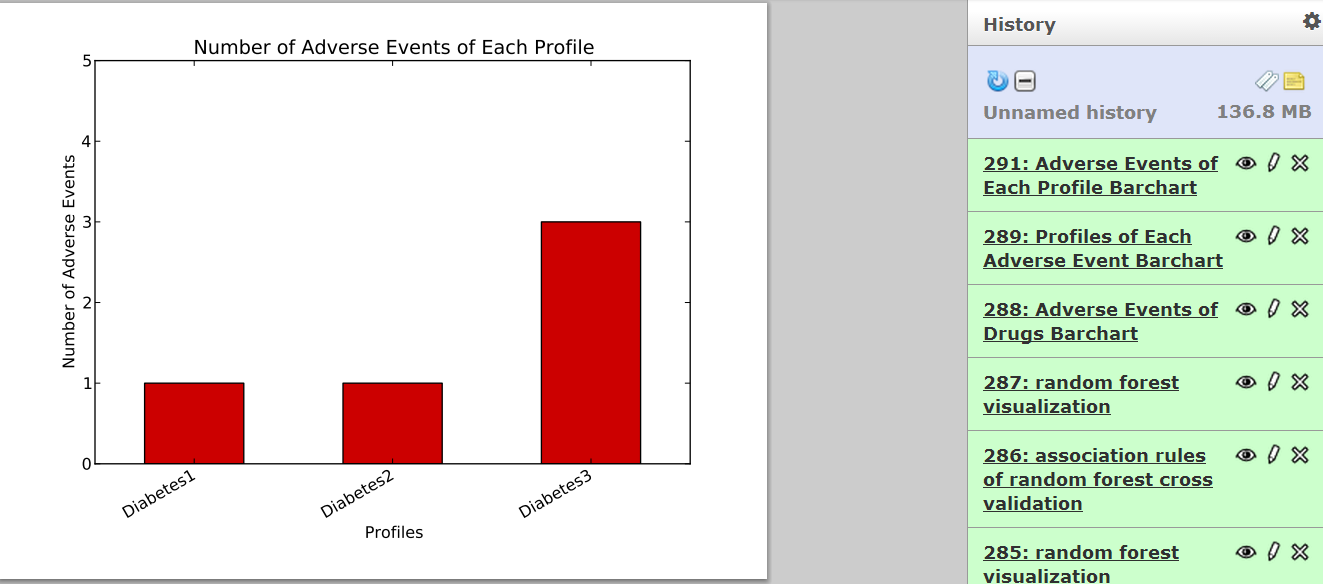 Number of Adverse Events of Each Profile
5
4
3
2
1
0
Number of Adverse Events
Diabetes1
Diabetes2
Diabetes3
Profiles
History
Unnamed history
136.8 MB
291: Adverse Events of
Each Profile Barchart
289: Profiles of Each
Adverse Event Barchart
288: Adverse Events of
Drugs Barchart
287: random forest
visualization
286: association rules
of random forest cross
validation
285: random forest
visualization